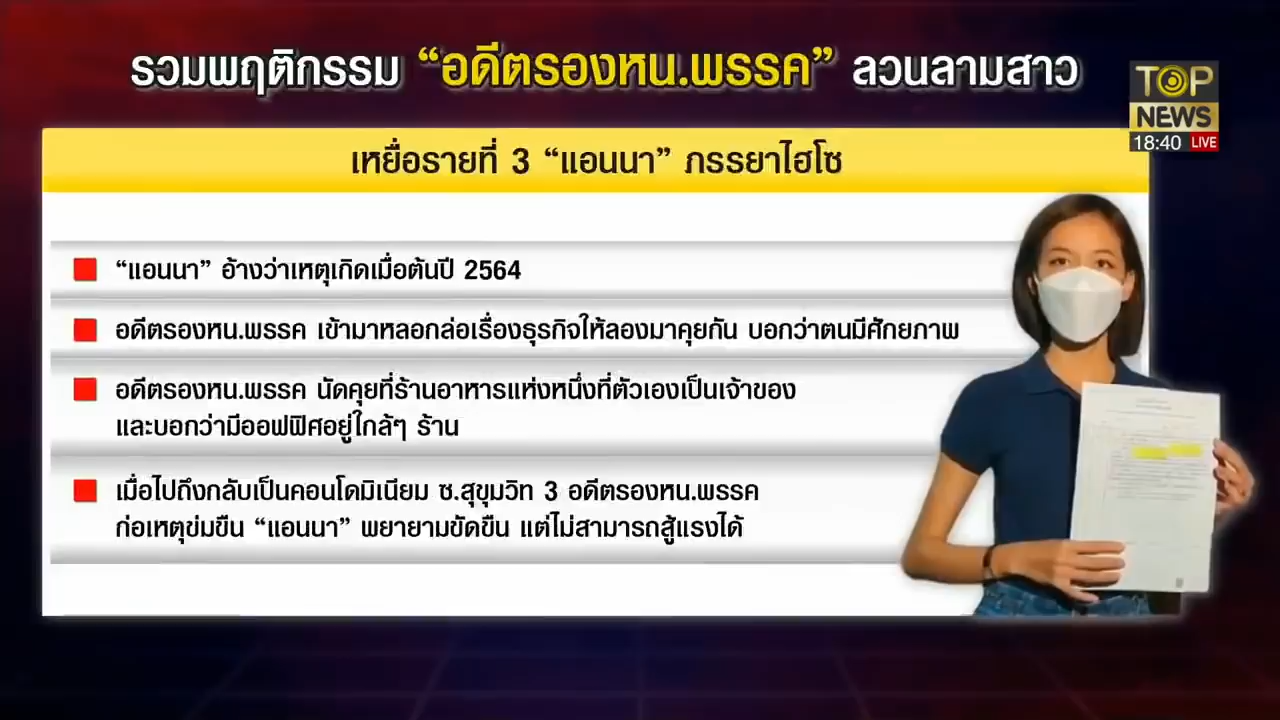 รวมพฤติกรรม “อดีตรองหน.พรรค” ลวนลามสาว
TOP
NEWS
18:40 LIVE
เหยื่อรายที่ 3 “แอนนา” ภรรยาไฮโซ
“แอนนา” อ้างว่าเหตุเกิดเมื่อต้นปี 2564
อดีตรองหน.พรรค เข้ามาหลอกล่อเรื่องธุรกิจให้ลองมาคุยกัน บอกว่าตนมีศักยภาพ
อดีตรองหน.พรรค นัดคุยที่ร้านอาหารแห่งหนึ่งที่ตัวเองเป็นเจ้าของ
และบอกว่ามีออฟฟิศอยู่ใกล้ๆ ร้าน
เมื่อไปถึงกลับเป็นคอนโดมิเนียม ซ.สุขุมวิท 3 อดีตรองหน.พรรค
ก่อเหตุข่มขืน “แอนนา” พยายามขัดขืน แต่ไม่สามารถสู้แรงได้